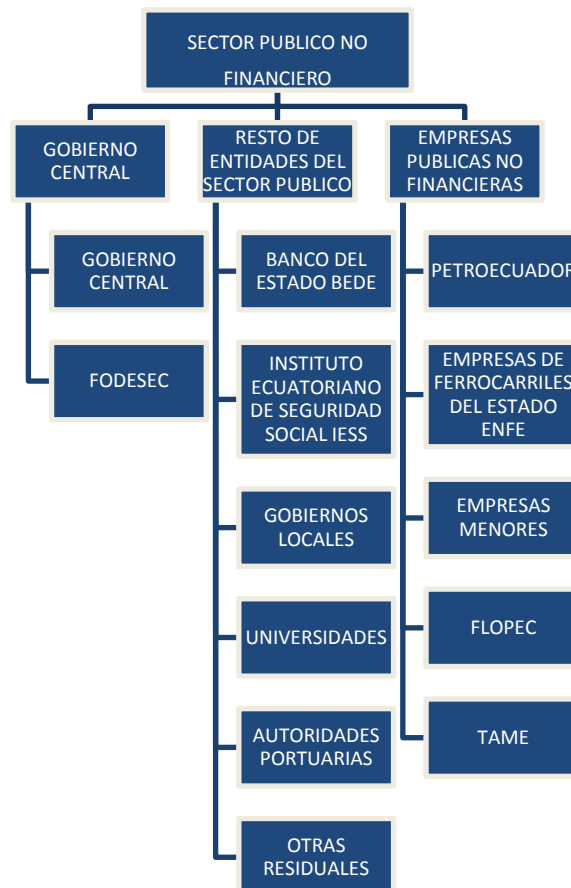 SECTOR PUBLICO NO
FINANCIERO
GOBIERNO
CENTRAL
GOBIERNO
CENTRAL
FODESEC
RESTO DE
ENTIDADES DEL
SECTOR PUBLICO
BANCO DEL
ESTADO BEDE
INSTITUTO
ECUATORIANO
DE SEGURIDAD
SOCIAL IESS
GOBIERNOS
LOCALES
UNIVERSIDADES
AUTORIDADES
PORTUARIAS
OTRAS
RESIDUALES
EMPRESAS
PUBLICAS NO
FINANCIERAS
PETROECUADOR
EMPRESAS DE
FERROCARRILES
DEL ESTADO
ENFE
EMPRESAS
MENORES
FLOPEC
TAME